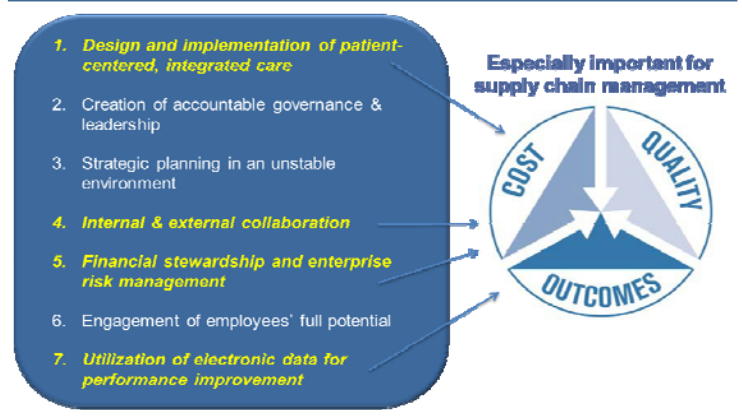 1. Design and implementation of patient-
centered, integrated care
2. Creation of accountable governance &
leadership
3. Strategic planning in an unstable
environment
4. Internal & external collaboration
5. Financial stewardship and enterprise
risk management
6. Engagement of employees' full potential
7. Utilization of electronic data for
performance improvement
Especially important for
supply chain management
COST
QUALITY
OUTCOMES